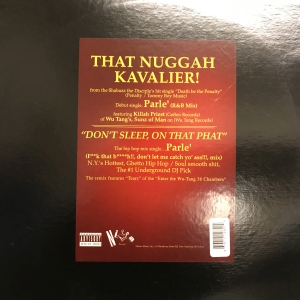 THAT NUGGAH
KAVALIER!
from the Shabazz the Disciple's hit single "Death be the Penalty"
(Penalty / Tommy Boy Music)
Debut single: Parle' (R&B Mix)
featuring Killah Priest (Geffen Records)
of Wu Tang's, Sunz of Man on (Wu Tang Records)
"DON'T SLEEP, ON THAT PHAT"
The hip hop mix single... Parle'
(F**k that b****h!!, don't let me catch yo' ass!!, mix)
N.Y.'s Hottest, Ghetto Hip Hop / Soul smooth shit,
The #1 Underground DJ Pick
The remix features "Tearz" of the "Enter the Wu-Tang 36 Chambers"